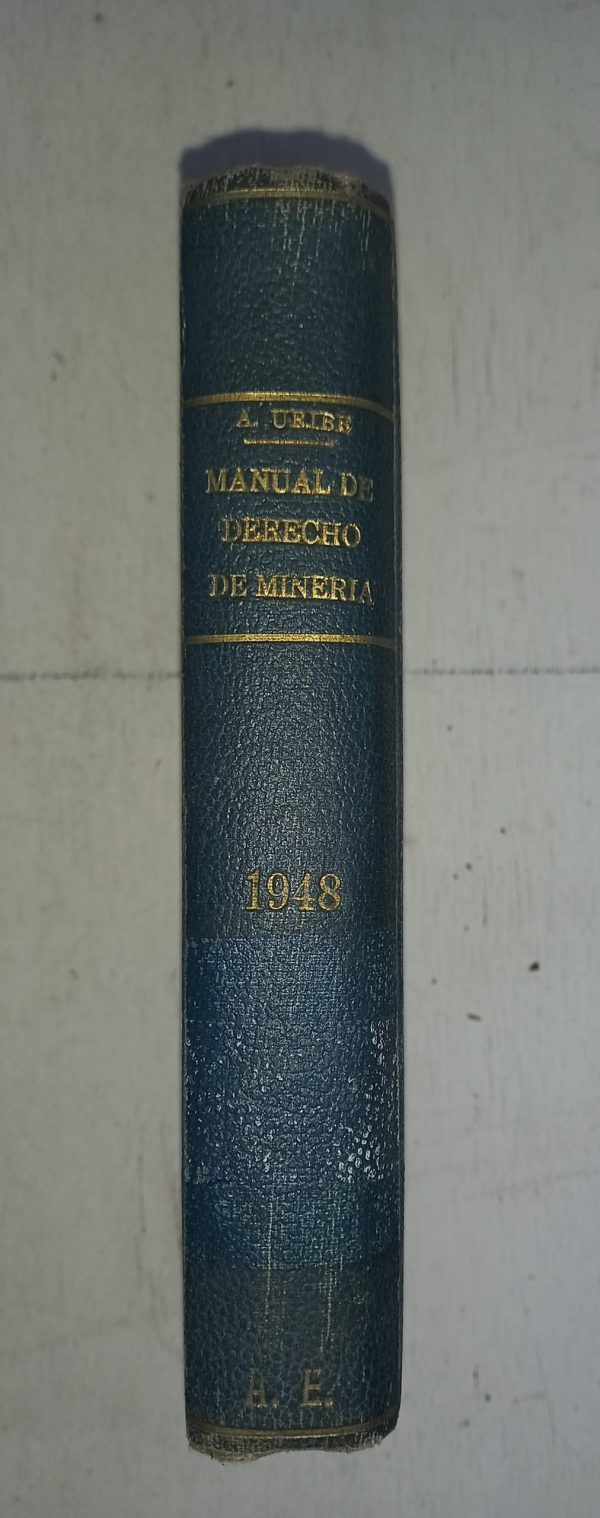 A. URIBE
MANUAL DE
DERECHO
DE MINERIA
1948
A. E.